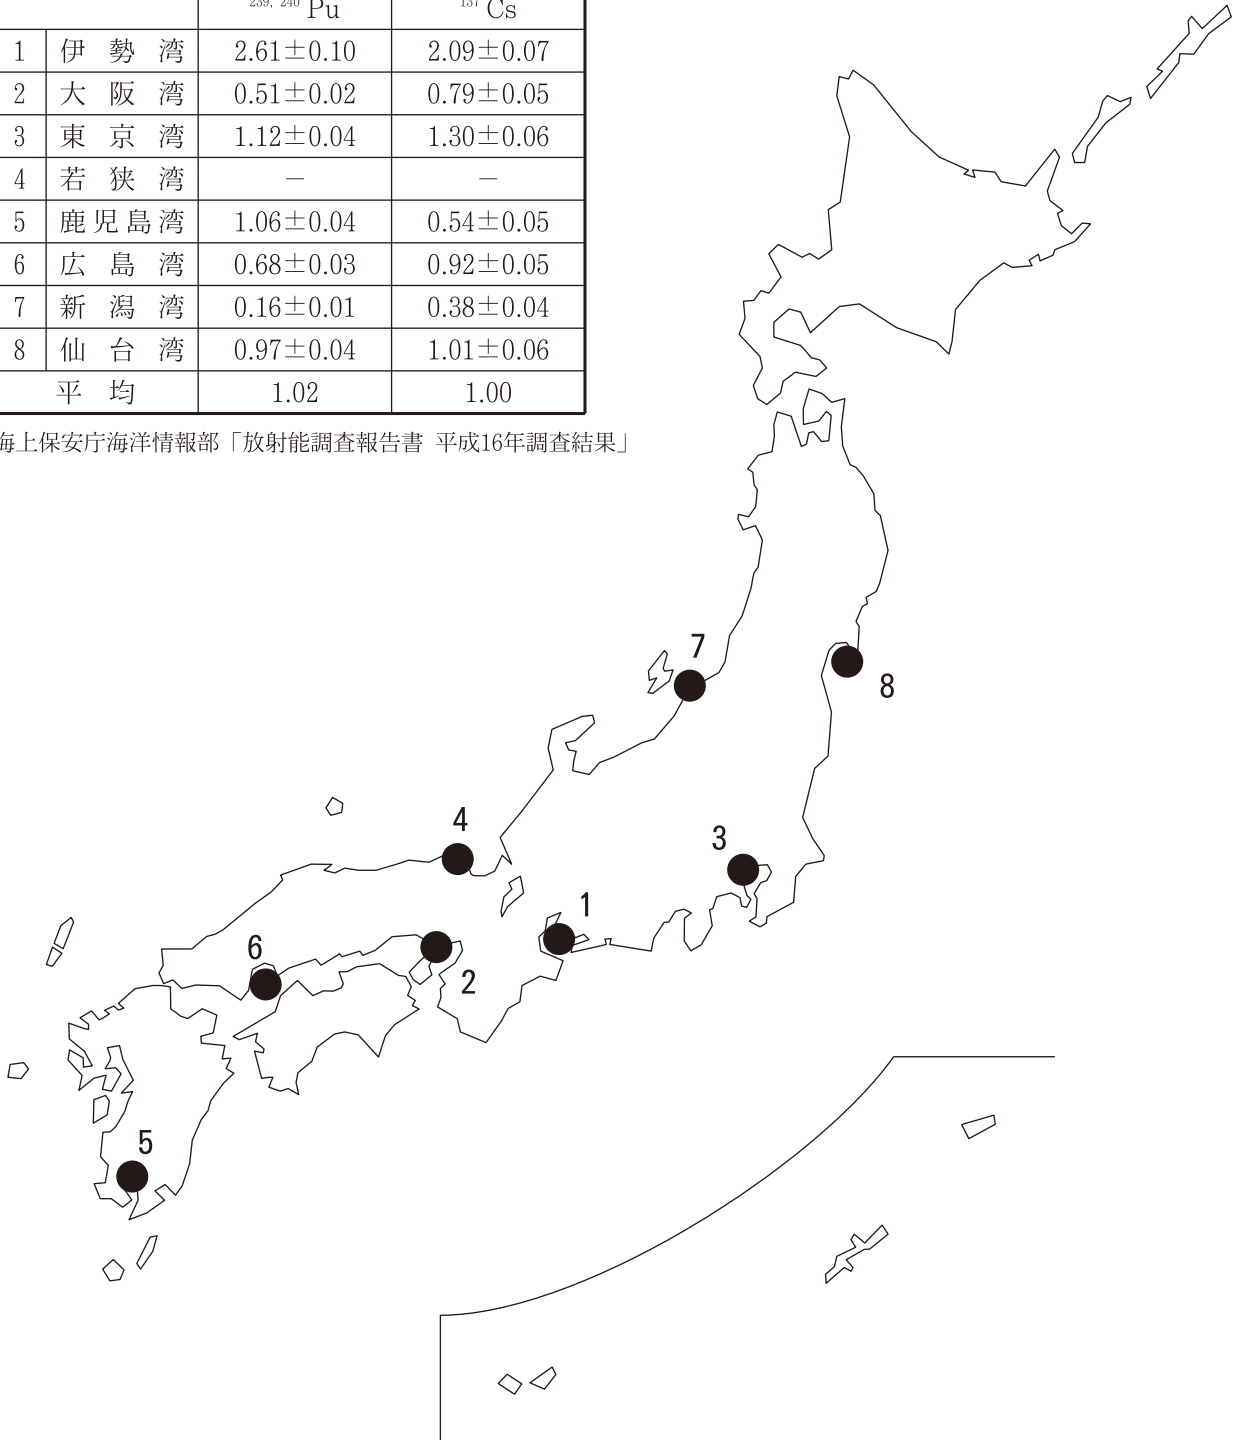 239, 240 Pu 137 Cs
1 伊勢湾 2.61±0.10 2.09±0.07
2 大阪湾 0.51±0.02 0.79±0.05
3 東京湾 1.12±0.04 1.30±0.06
4 若狭湾 － －
5 鹿児島湾 1.06±0.04 0.54±0.05
6 広島湾 0.68±0.03 0.92±0.05
7 新潟湾 0.16±0.01 0.38±0.04
8 仙台湾 0.97±0.04 1.01±0.06
平均 1.02 1.00
海上保安庁海洋情報部「放射能調査報告書 平成16年調査結果」
7
8
4
3
1
6
2
5